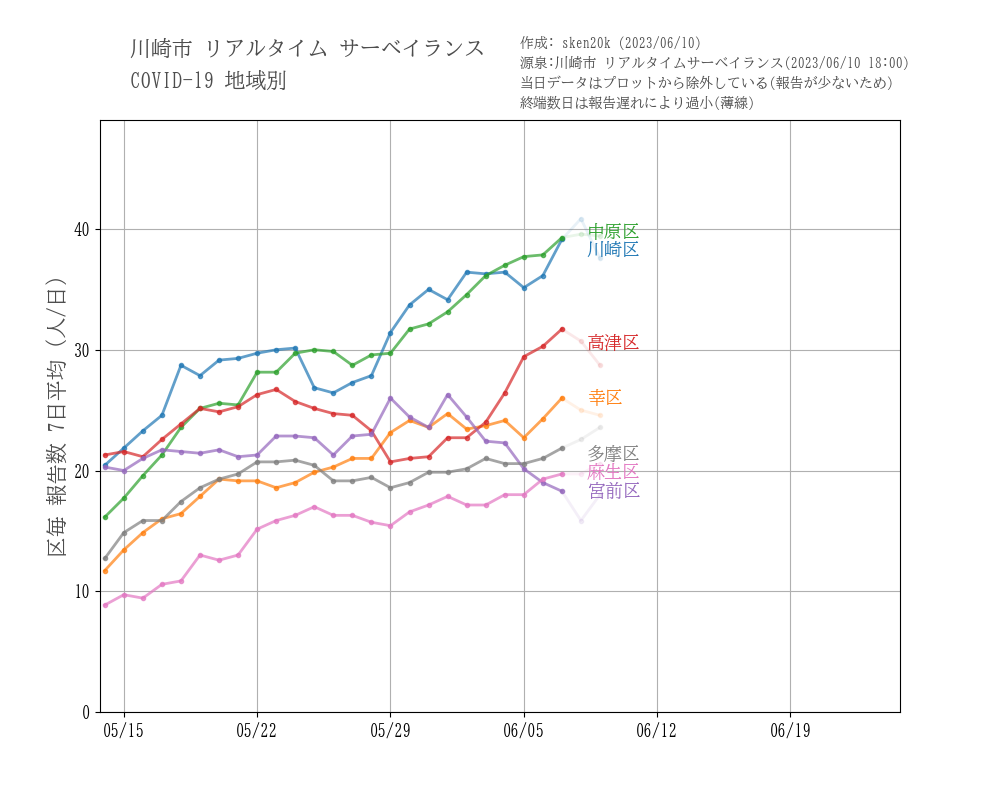 川崎市 リアルタイム サーベイランス
COVID-19 地域別
作成: sken20k (2023/06/10)
源泉:川崎市 リアルタイムサーベイランス(2023/06/10 18:00)
当日データはプロットから除外している(報告が少ないため)
終端数日は報告遅れにより過小(薄線)
区毎 報告数 7日平均 (人/日)
40
30
20
10
0
中原区
川崎区
高津区
幸区
多摩区
麻生区
宮前区
05/15 05/22 05/29 06/05 06/12 06/19